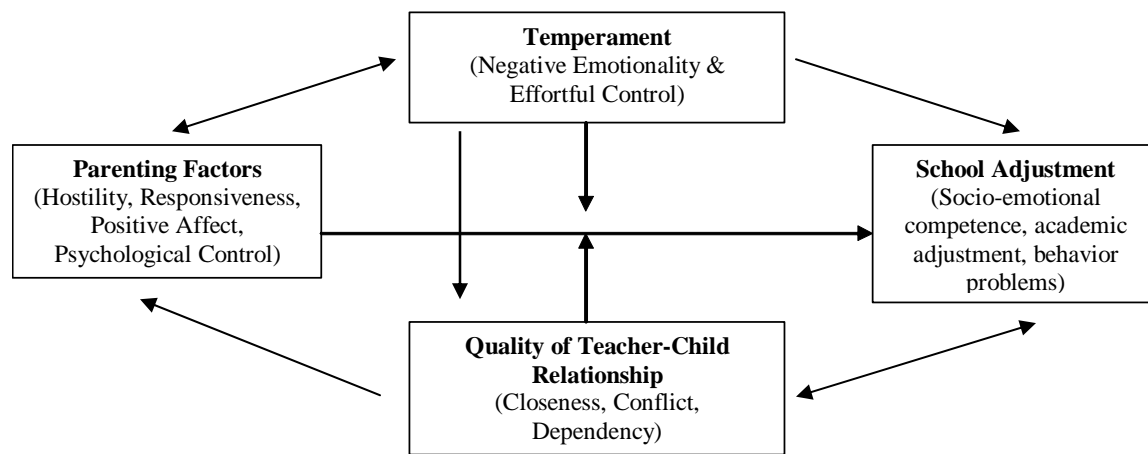 Temperament
(Negative Emotionality &
Effortful Control)
Parenting Factors
(Hostility, Responsiveness,
Positive Affect,
Psychological Control)
School Adjustment
(Socio-emotional
competence, academic
adjustment, behavior
problems)
Quality of Teacher-Child
Relationship
(Closeness, Conflict,
Dependency)